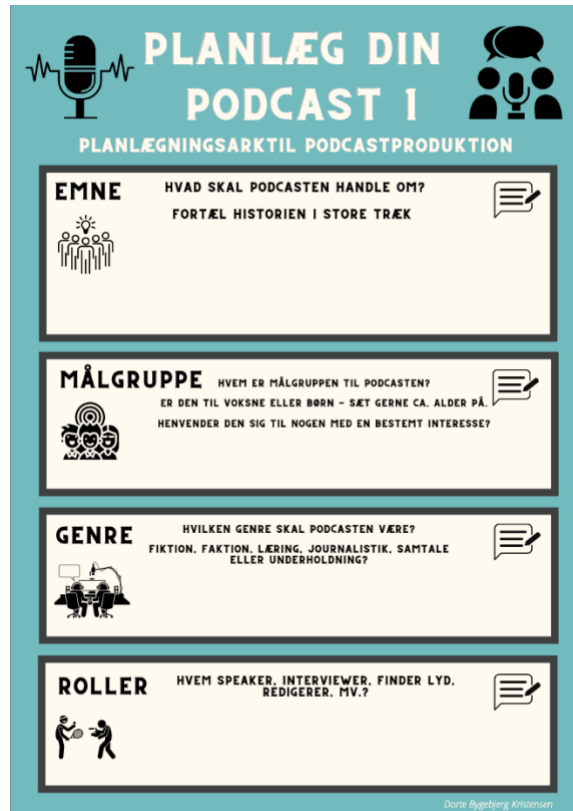 PLANLÆG DIN
PODCAST 1
PLANLÆGNINGSARKTIL PODCASTPRODUKTION
EMNE
HVAD SKAL PODCASTEN HANDLE OM?
FORTÆL HISTORIEN I STORE TRÆK
MÅLGRUPPE
HVEM ER MÅLGRUPPEN TIL PODCASTEN?
ER DEN TIL VOKSNE ELLER BØRN - SÆT GERNE CA. ALDER PÅ.
HENVENDER DEN SIG TIL NOGEN MED EN BESTEMT INTERESSE?
GENRE
HVILKEN GENRE SKAL PODCASTEN VÆRE?
FIKTION, FAKTION, LÆRING, JOURNALISTIK, SAMTALE
ELLER UNDERHOLDNING?
ROLLER
HVEM SPEAKER, INTERVIEWER, FINDER LYD,
REDIGERER, MV.?
Dorte Bygebjerg Kristensen